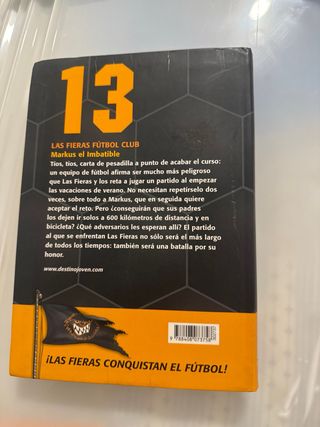 13
LAS FIERAS FÚTBOL CLUB
Markus el Imbatible
Tíos, tías, carta de pesadilla a punto de acabar el curso:
un equipo de fútbol afirma ser mucho más peligroso
que Las Fieras y los reta a jugar un partido al empezar
las vacaciones de verano. No necesitan repetírselo dos
veces, sobre todo a Markus, que en seguida quiere
aceptar el reto. Pero ¿conseguirán que sus padres
los dejen ir solos a 600 kilómetros de distancia y en
bicicleta? ¿Qué adversarios les esperan allí? El partido
al que se enfrentan Las Fieras no sólo será el más largo
de todos los tiempos: también será una batalla por su
honor.
www.destinojoven.com
9 788408 073758
¡LAS FIERAS CONQUISTAN EL FÚTBOL!